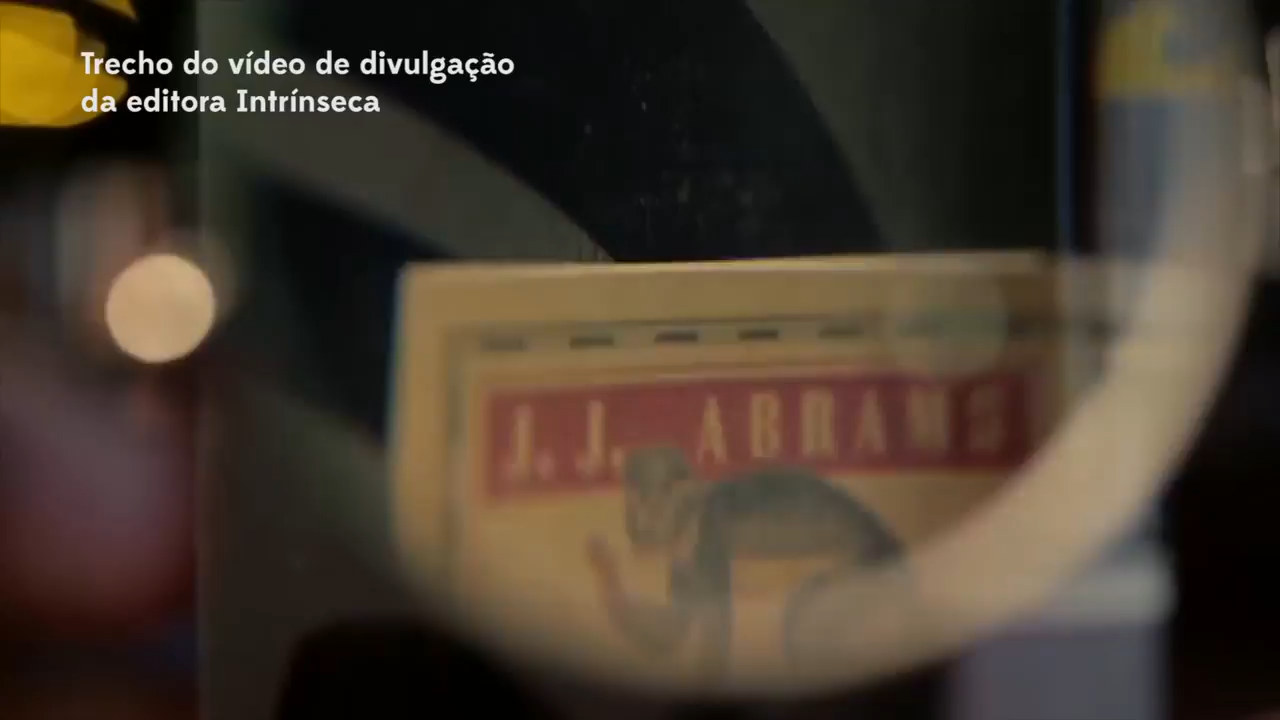 Trecho do vídeo de divulgação
da editora Intrínseca
J. J. ABRAMS